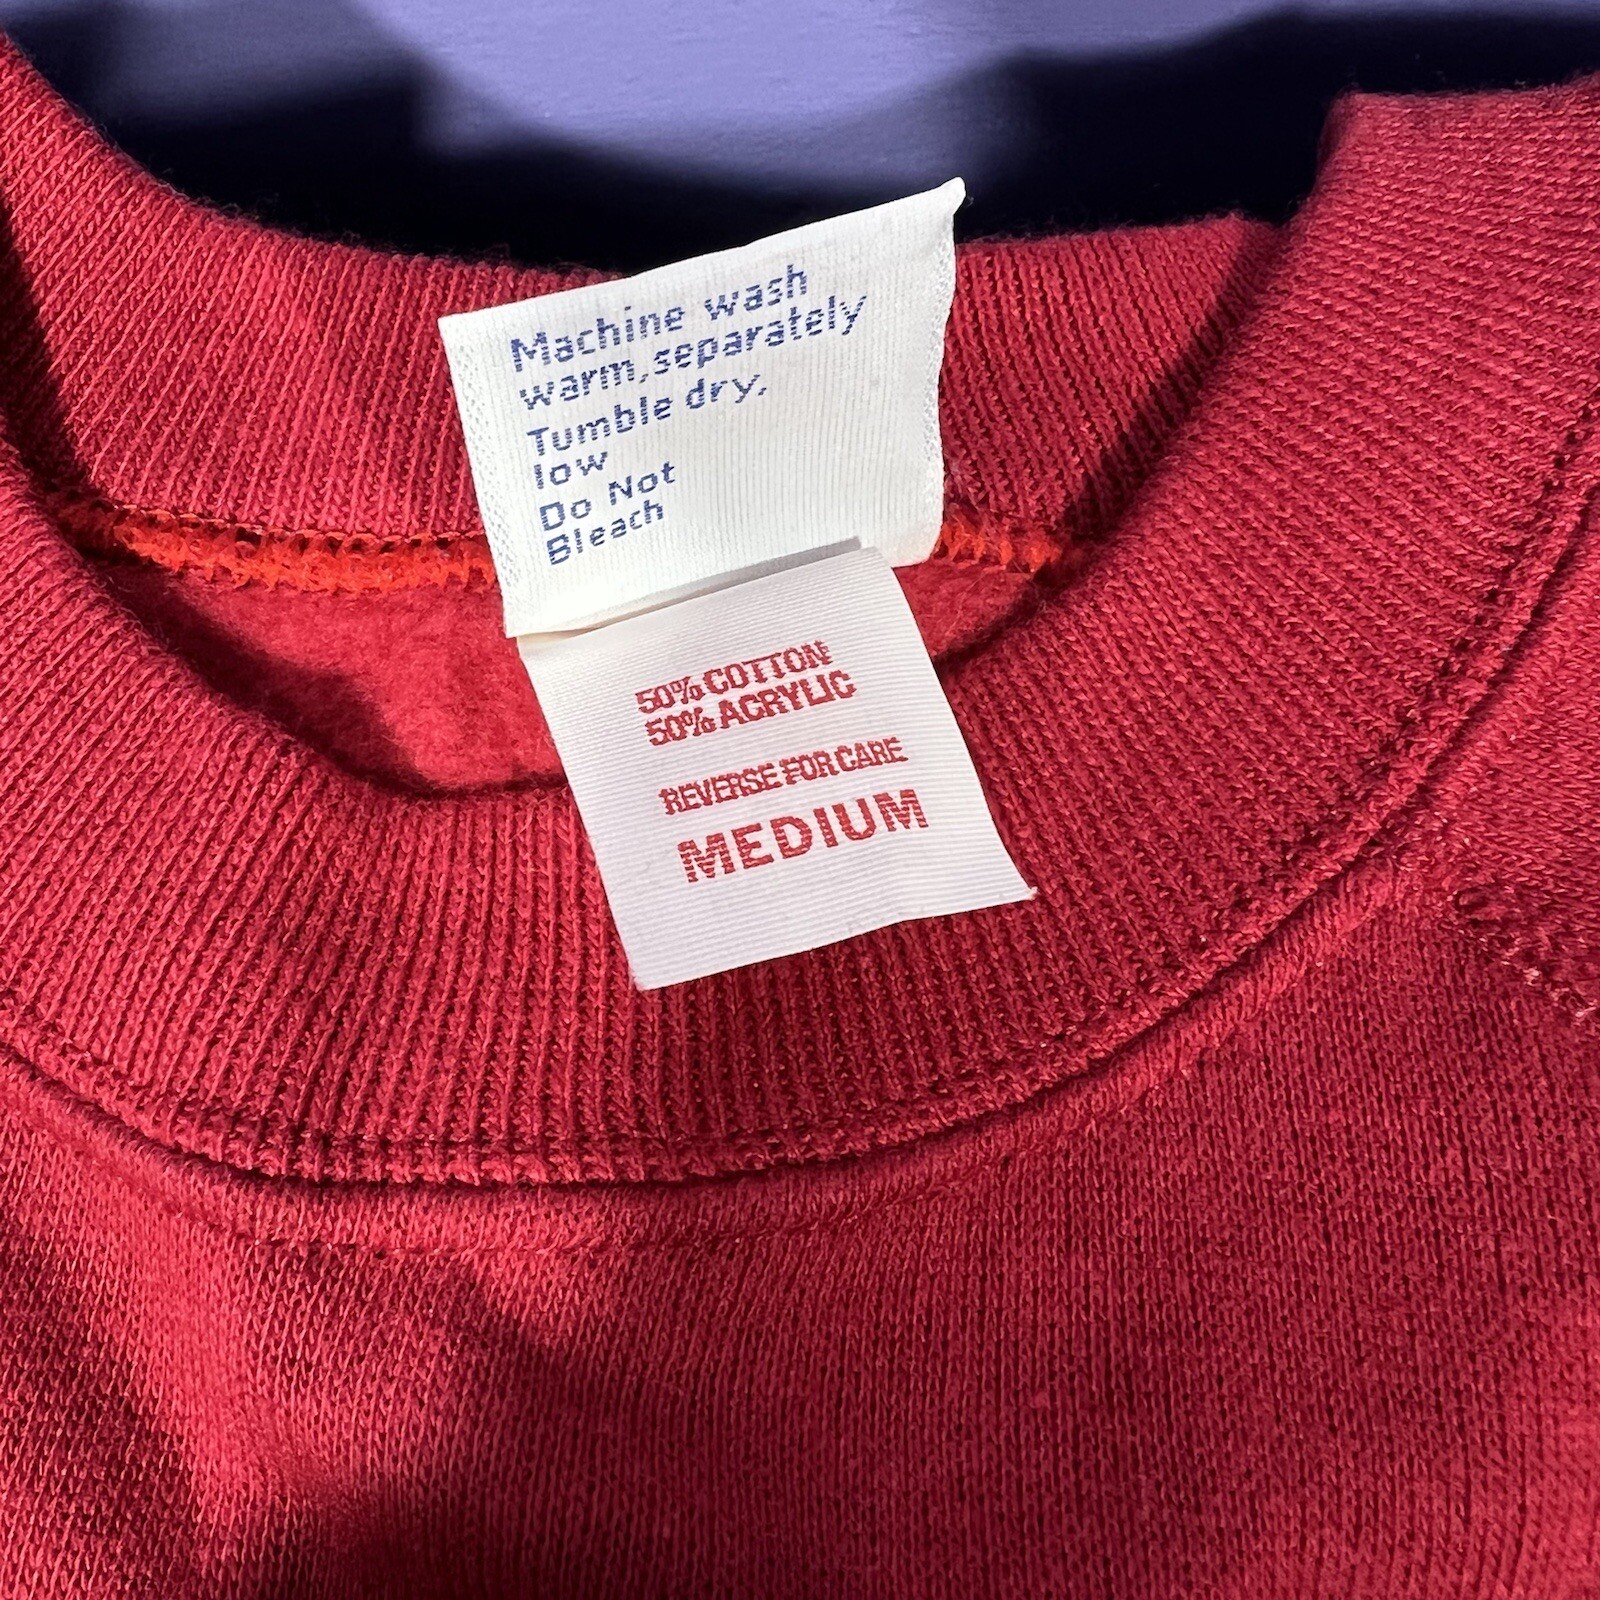 Machine wash
warm,separately
Tumble dry,
low
Do Not
Bleach
50% COTTON
50% ACRYLIC
REVERSE FOR CARE
MEDIUM